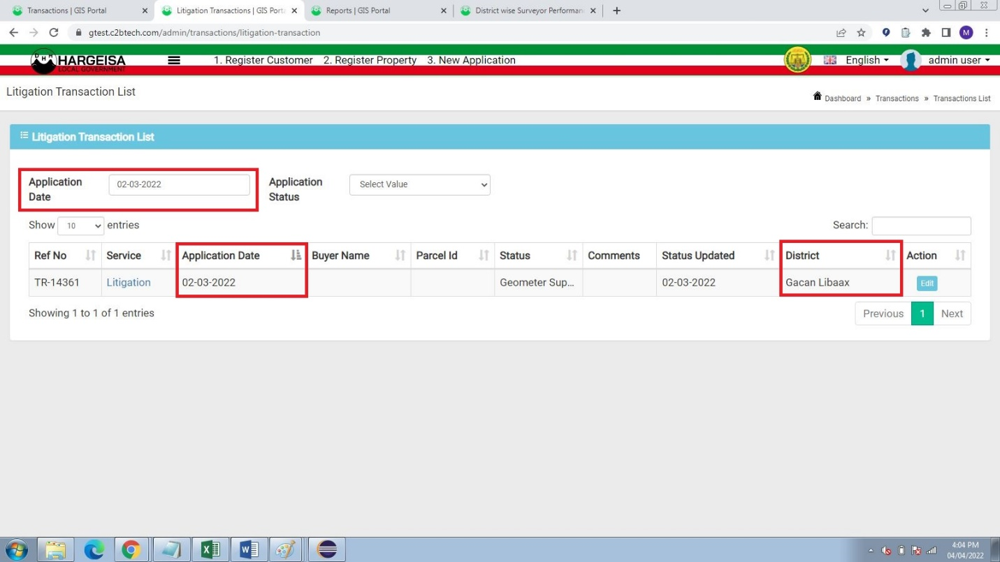 Transactions | GIS Portal
Litigation Transactions | GIS Porta
Reports | GIS Portal
District wise Surveyor Performan
gtest.c2btech.com/admin/transactions/litigation-transaction
M
DHH
HARGEISA
LOCAL GOVERNMENT
1. Register Customer 2. Register Property 3. New Application
English
admin user
Litigation Transaction List
Dashboard » Transactions » Transactions List
Litigation Transaction List
Application Date
02-03-2022
Application Status
Select Value
Show 10 entries
Search:
Ref No Service Application Date Buyer Name Parcel Id Status Comments Status Updated District Action
TR-14361 Litigation 02-03-2022 Geometer Sup... 02-03-2022 Gacan Libaax Edit
Showing 1 to 1 of 1 entries
Previous 1 Next
4:04 PM
04/04/2022